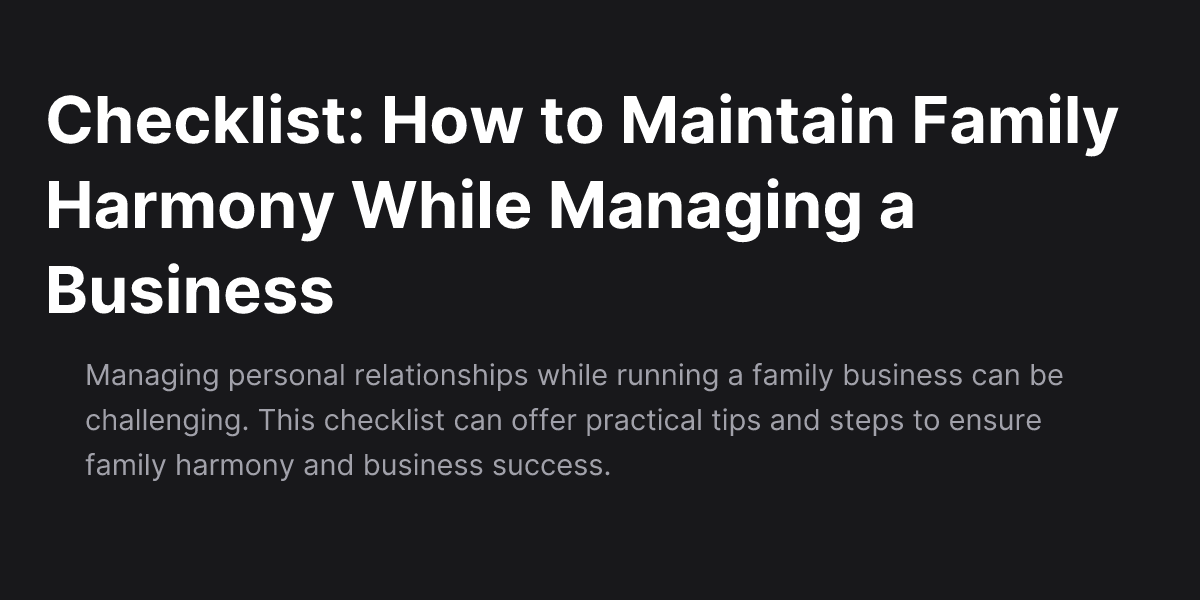 Checklist: How to Maintain Family
Harmony While Managing a
Business
Managing personal relationships while running a family business can be
challenging. This checklist can offer practical tips and steps to ensure
family harmony and business success.